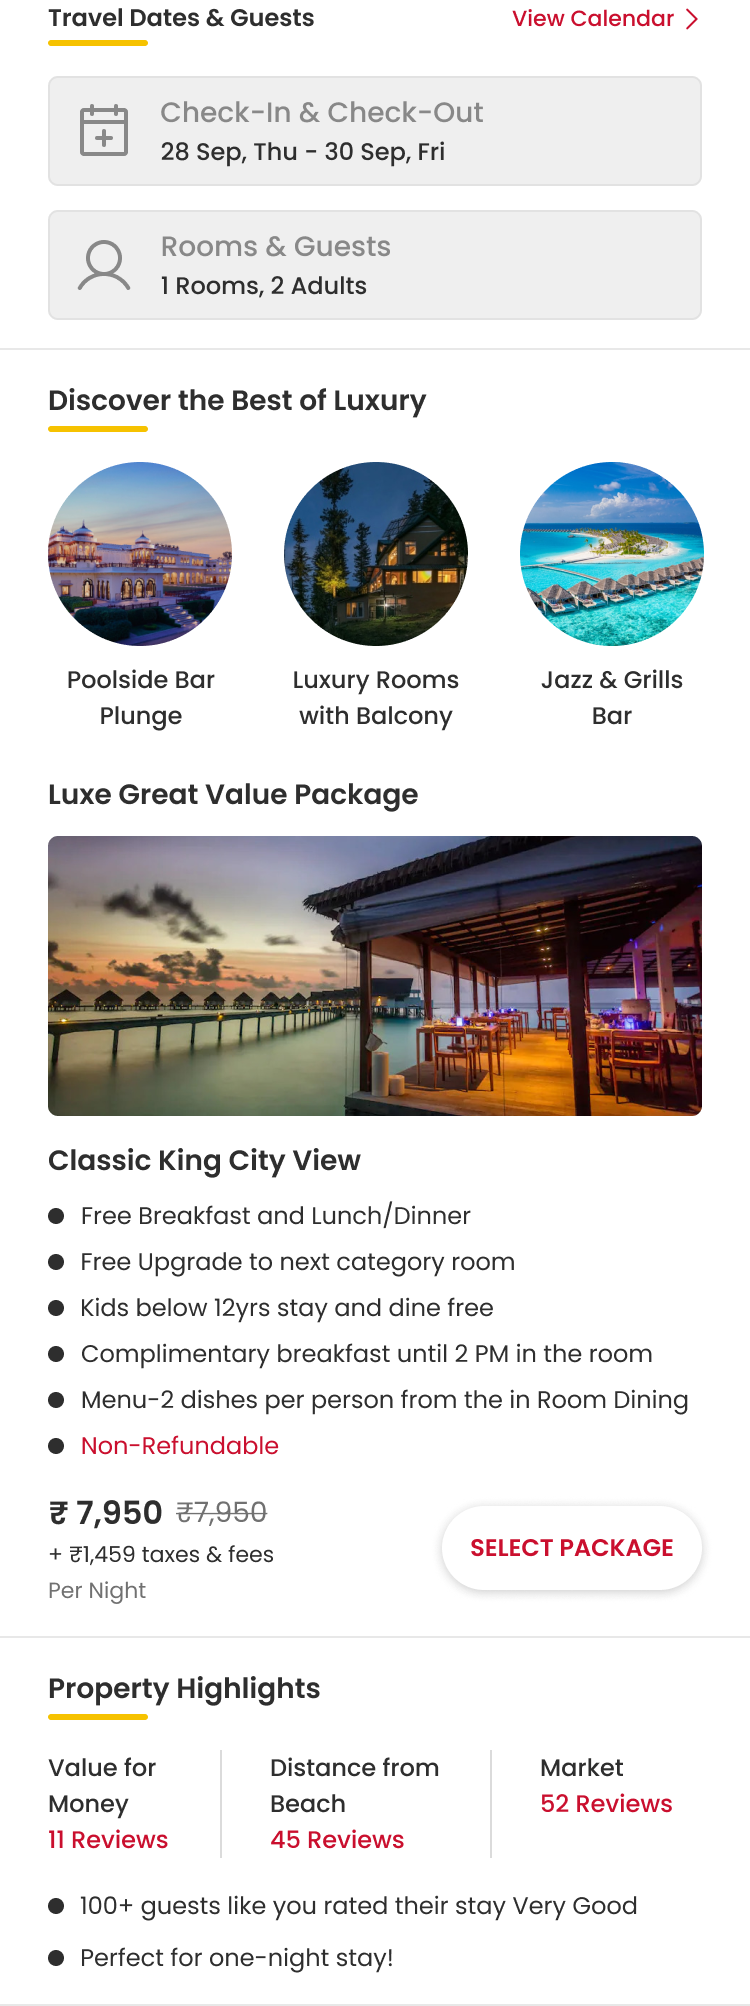 Travel Dates & Guests
View Calendar
Check-In & Check-Out
28 Sep, Thu - 30 Sep, Fri
Rooms & Guests
1 Rooms, 2 Adults
Discover the Best of Luxury
Poolside Bar
Plunge
Luxury Rooms
with Balcony
Jazz & Grills
Bar
Luxe Great Value Package
Classic King City View
Free Breakfast and Lunch/Dinner
Free Upgrade to next category room
Kids below 12yrs stay and dine free
Complimentary breakfast until 2 PM in the room
Menu-2 dishes per person from the in Room Dining
Non-Refundable
₹ 7,950 ₹7,950
+ ₹1,459 taxes & fees
Per Night
SELECT PACKAGE
Property Highlights
Value for
Money
11 Reviews
Distance from
Beach
45 Reviews
Market
52 Reviews
100+ guests like you rated their stay Very Good
Perfect for one-night stay!